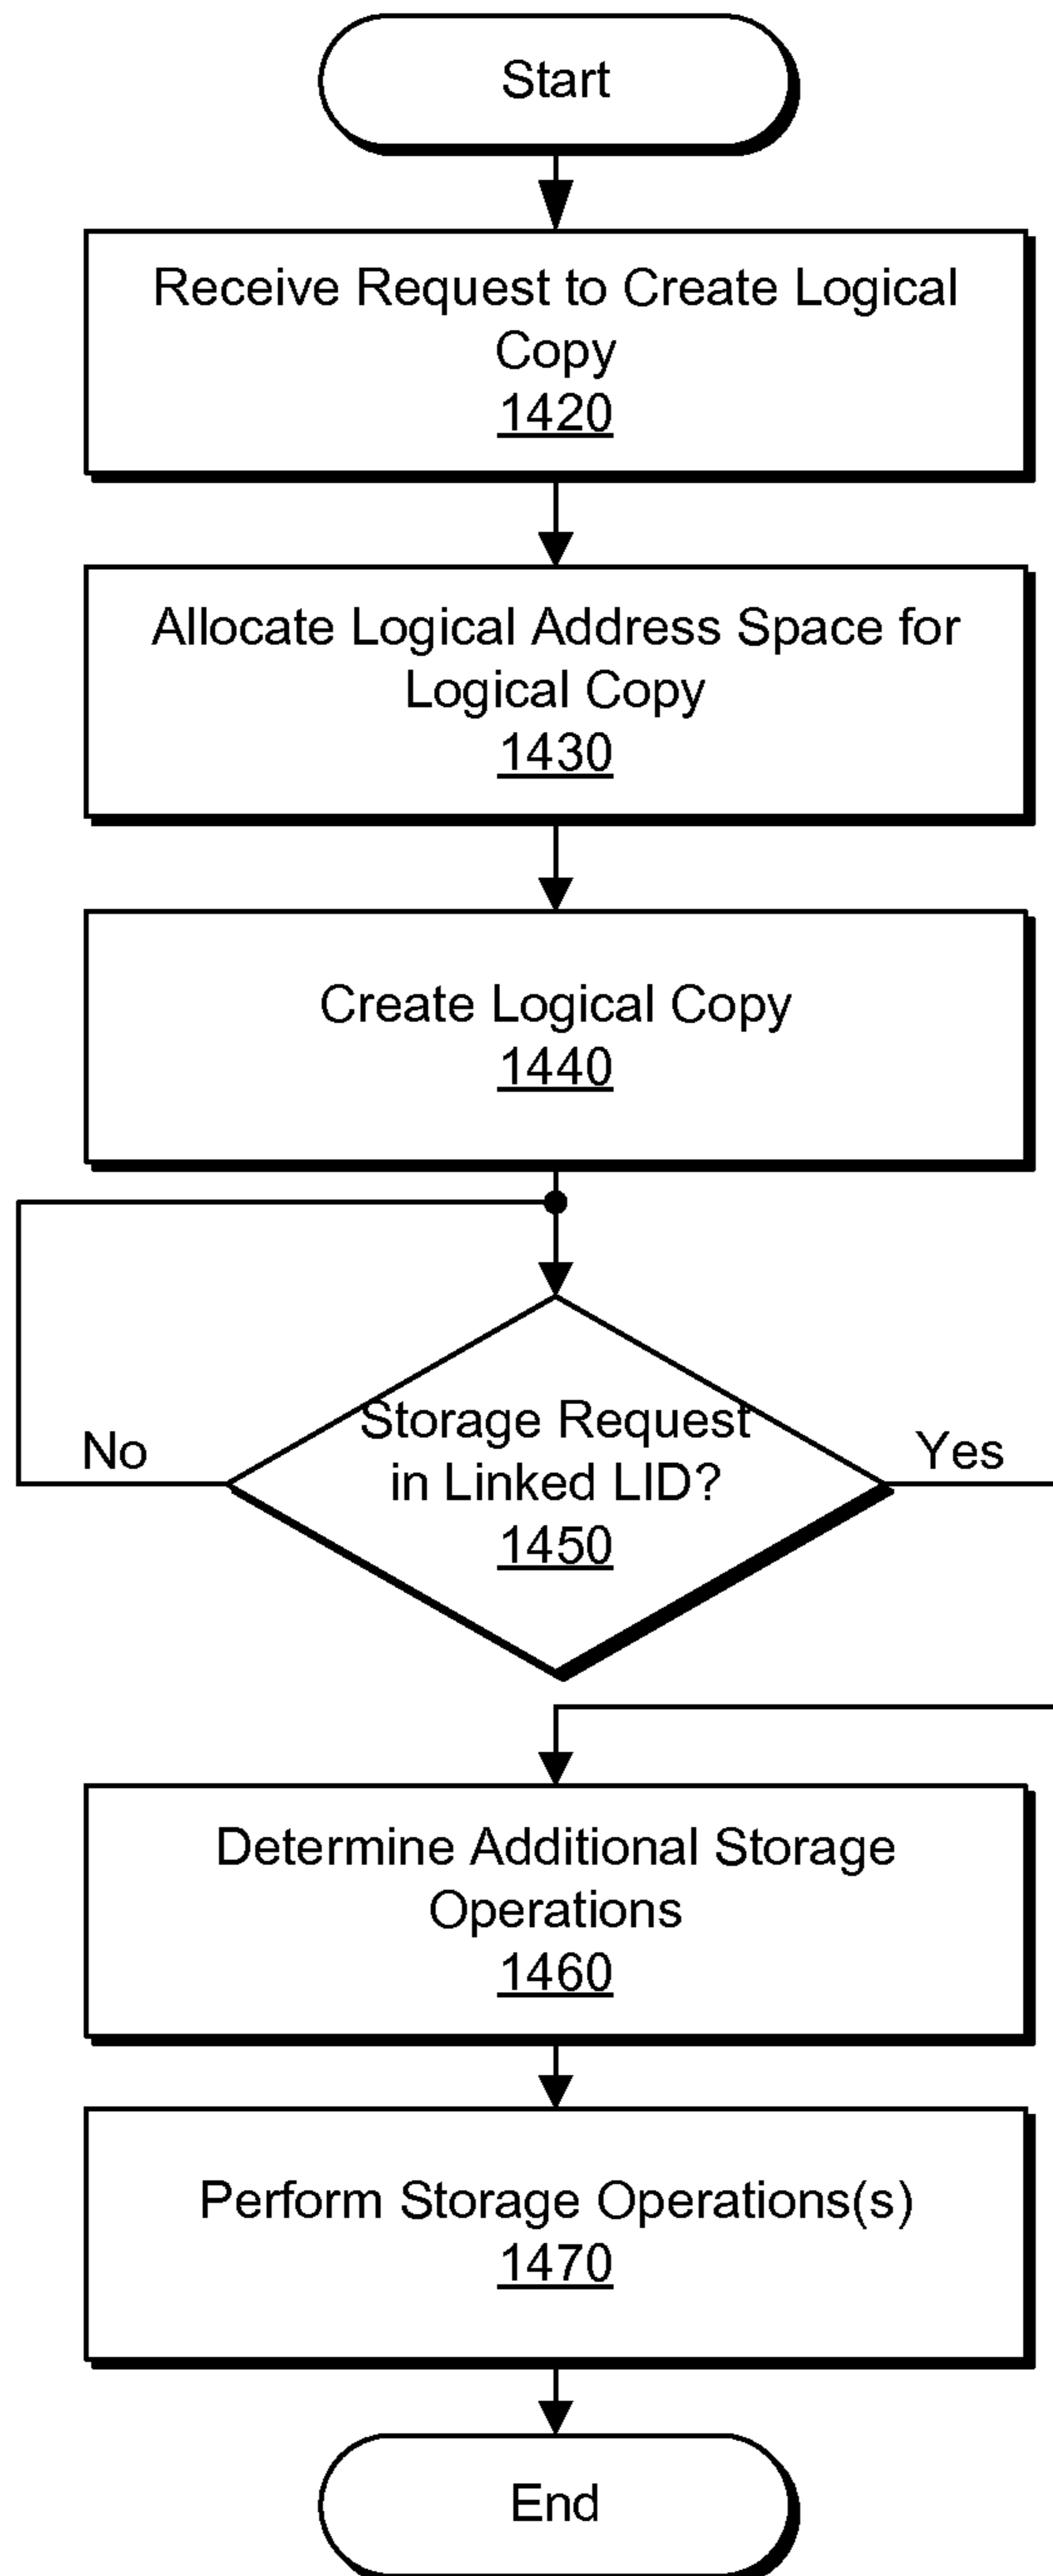 Start
Receive Request to Create Logical
Copy
1420
Allocate Logical Address Space for
Logical Copy
1430
Create Logical Copy
1440
Storage Request
in Linked LID?
1450
No
Yes
Determine Additional Storage
Operations
1460
Perform Storage Operations(s)
1470
End